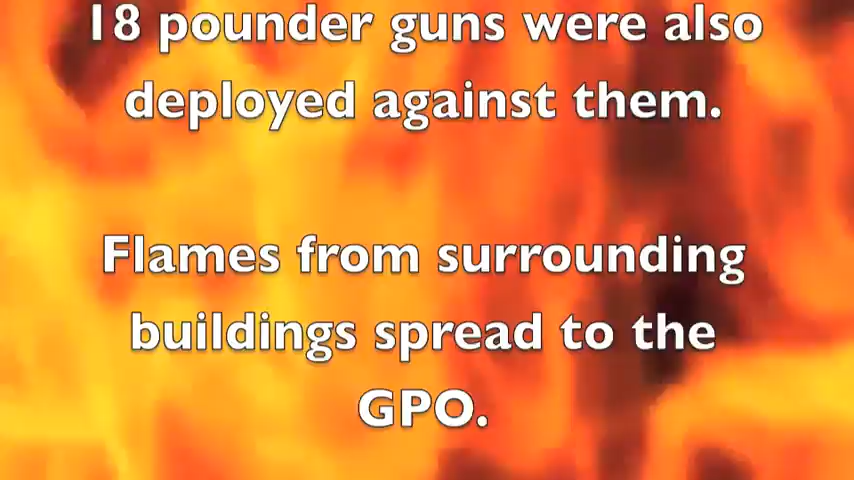 18 pounder guns were also
deployed against them.
Flames from surrounding
buildings spread to the
GPO.